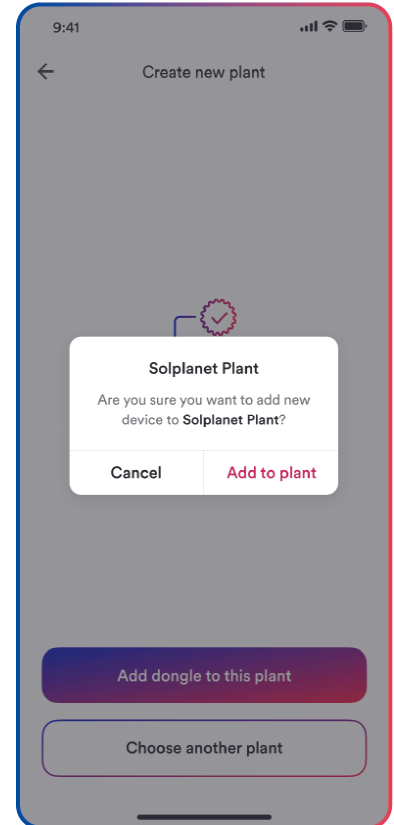 9:41
Create new plant
Solplanet Plant
Are you sure you want to add new
device to Solplanet Plant?
Cancel
Add to plant
Add dongle to this plant
Choose another plant